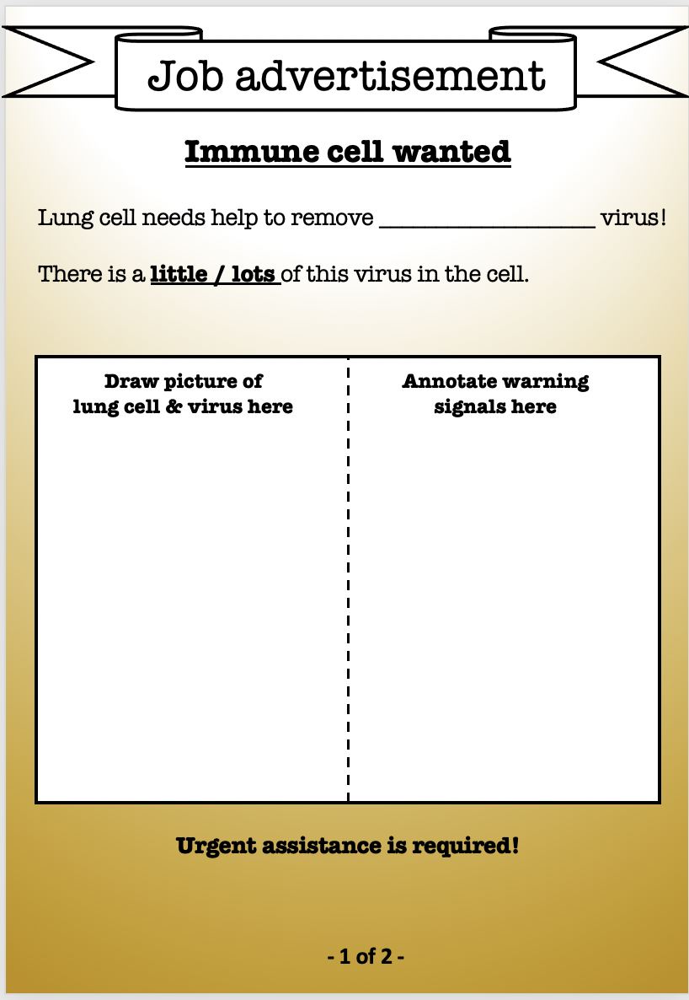 Job advertisement
Immune cell wanted
Lung cell needs help to remove ___________________ virus!
There is a little / lots of this virus in the cell.
Draw picture of
lung cell & virus here
Annotate warning
signals here
Urgent assistance is required!
- 1 of 2 -